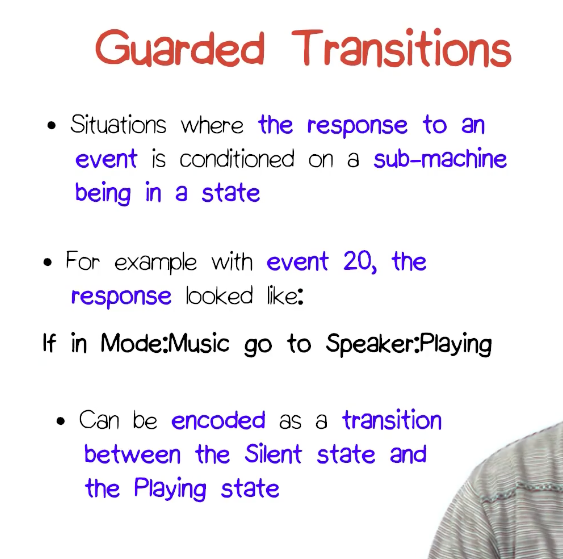 Guarded Transitions
• Situations where the response to an
event is conditioned on a sub-machine
being in a state
• For example with event 20, the
response looked like:
If in Mode:Music go to Speaker:Playing
• Can be encoded as a transition
between the Silent state and
the Playing state